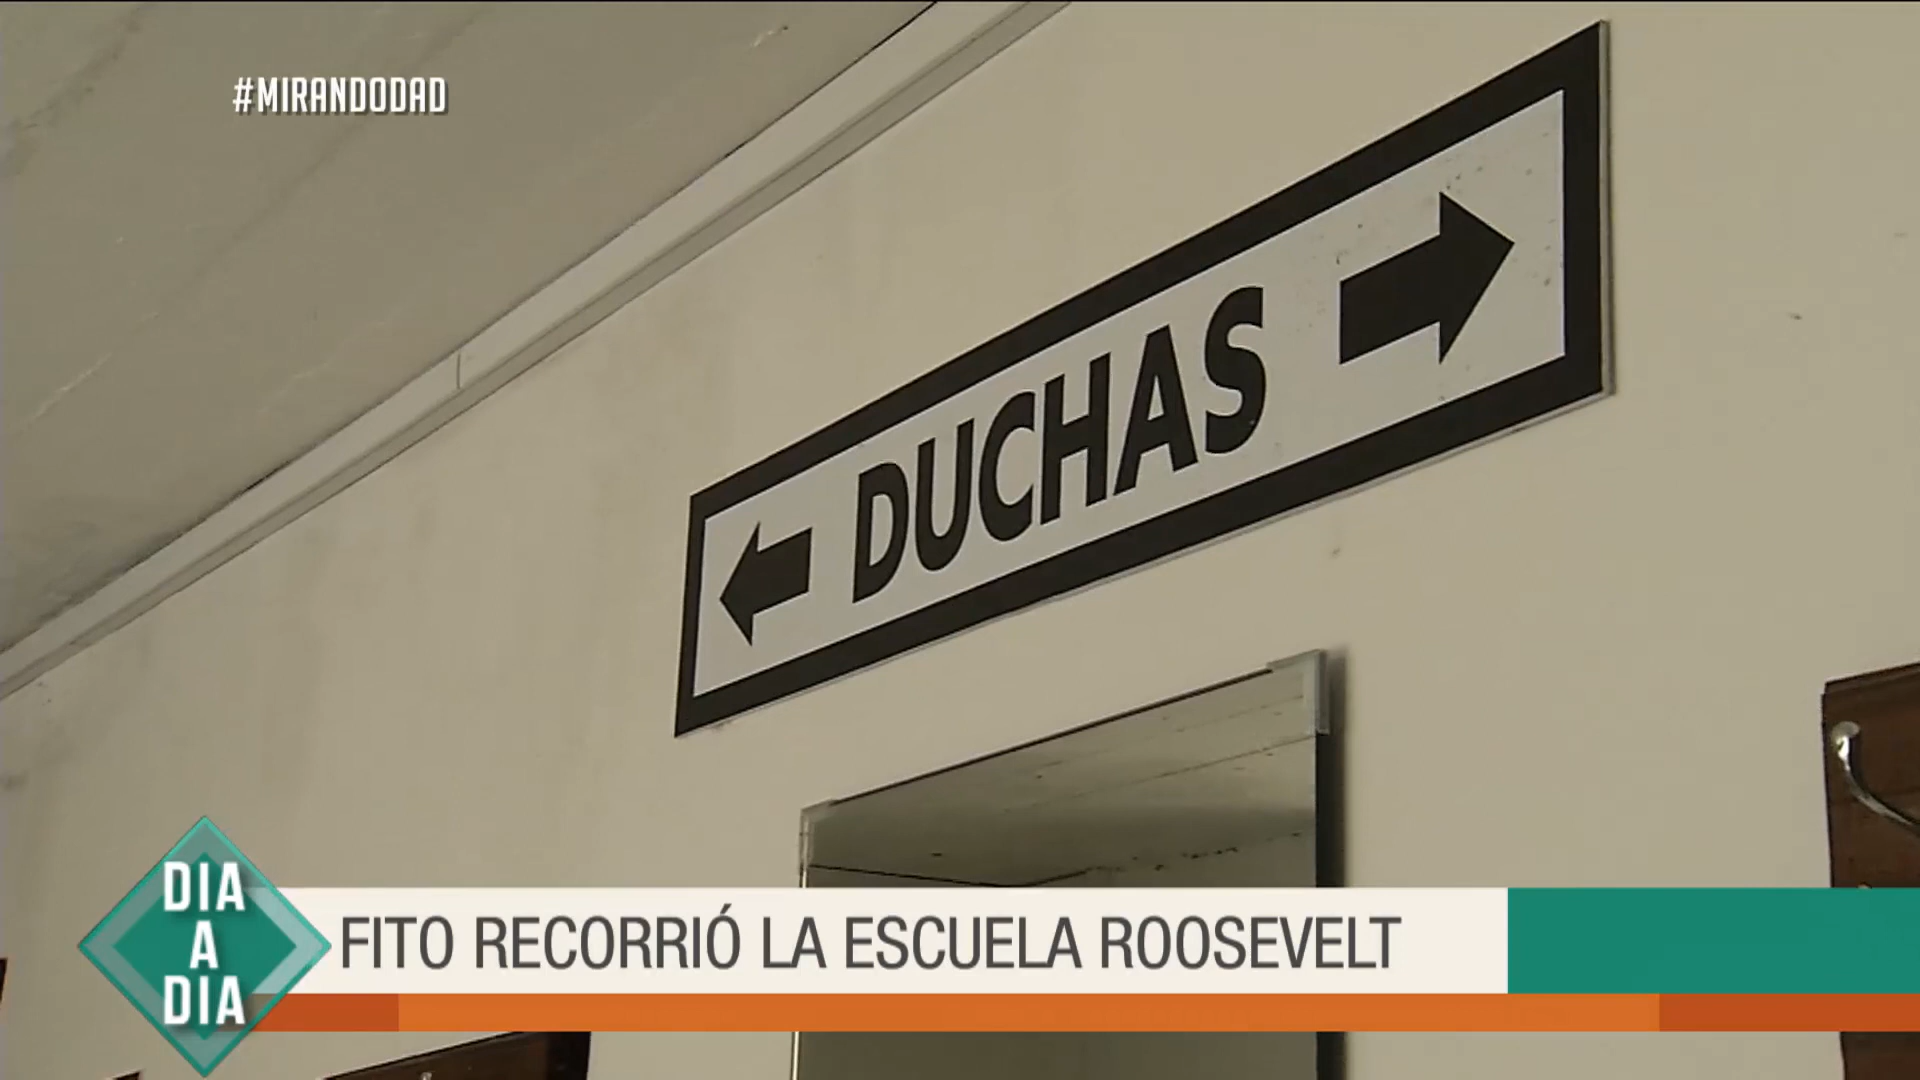 #MIRANDODAD
DUCHAS
DIA
A
DIA
FITO RECORRIÓ LA ESCUELA ROOSEVELT